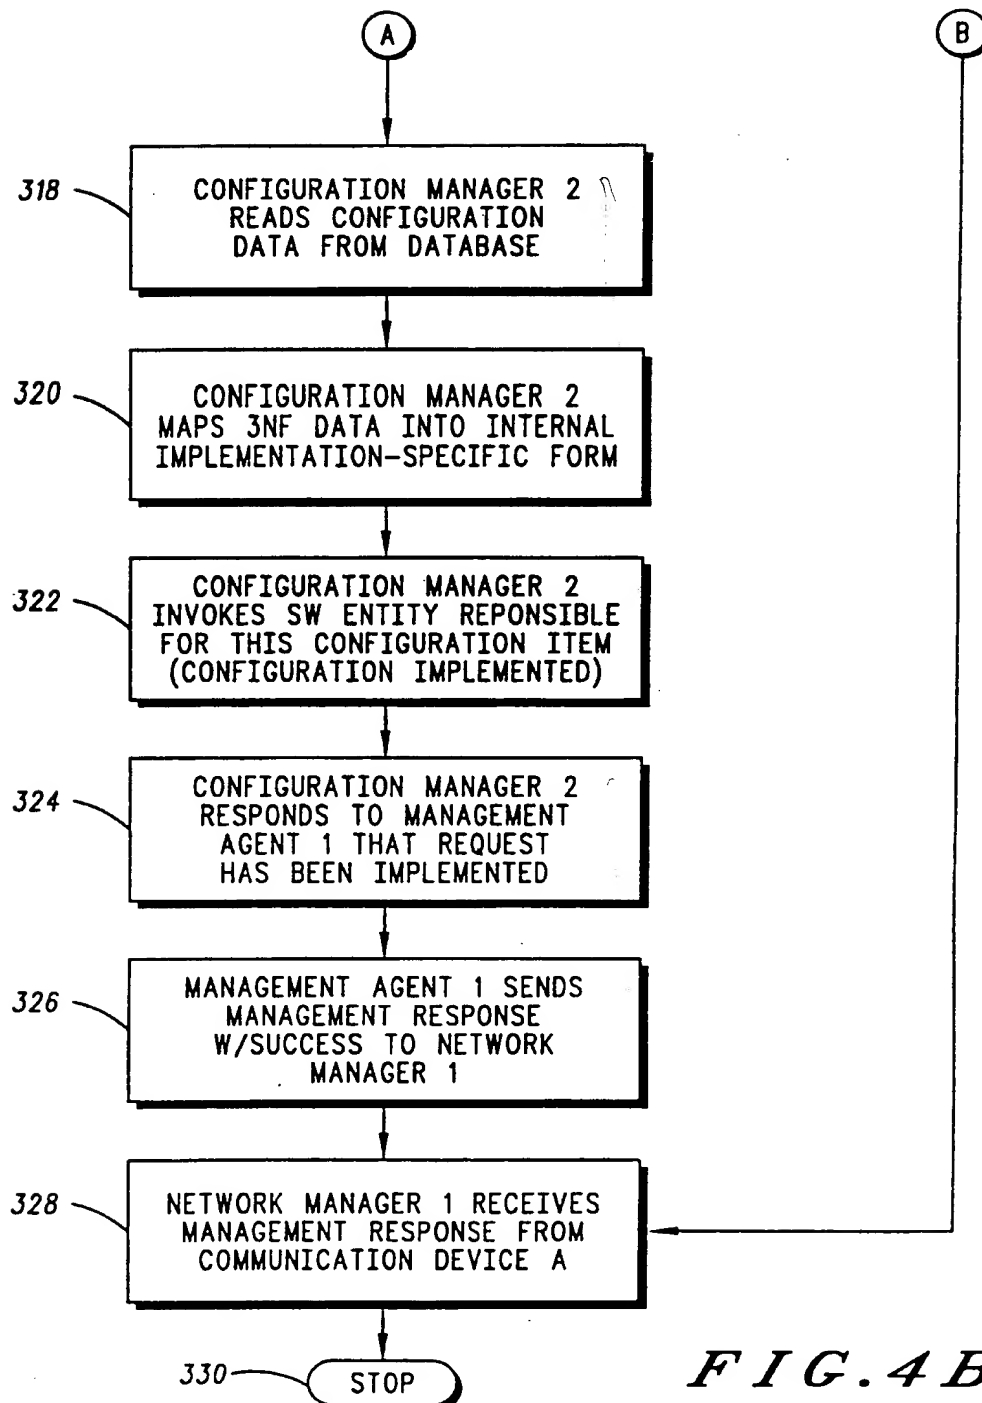 A
B
318
CONFIGURATION MANAGER 2
READS CONFIGURATION
DATA FROM DATABASE
320
CONFIGURATION MANAGER 2
MAPS 3NF DATA INTO INTERNAL
IMPLEMENTATION-SPECIFIC FORM
322
CONFIGURATION MANAGER 2
INVOKES SW ENTITY REPONSIBLE
FOR THIS CONFIGURATION ITEM
(CONFIGURATION IMPLEMENTED)
324
CONFIGURATION MANAGER 2
RESPONDS TO MANAGEMENT
AGENT 1 THAT REQUEST
HAS BEEN IMPLEMENTED
326
MANAGEMENT AGENT 1 SENDS
MANAGEMENT RESPONSE
W/SUCCESS TO NETWORK
MANAGER 1
328
NETWORK MANAGER 1 RECEIVES
MANAGEMENT RESPONSE FROM
COMMUNICATION DEVICE A
330
STOP
FIG.4B